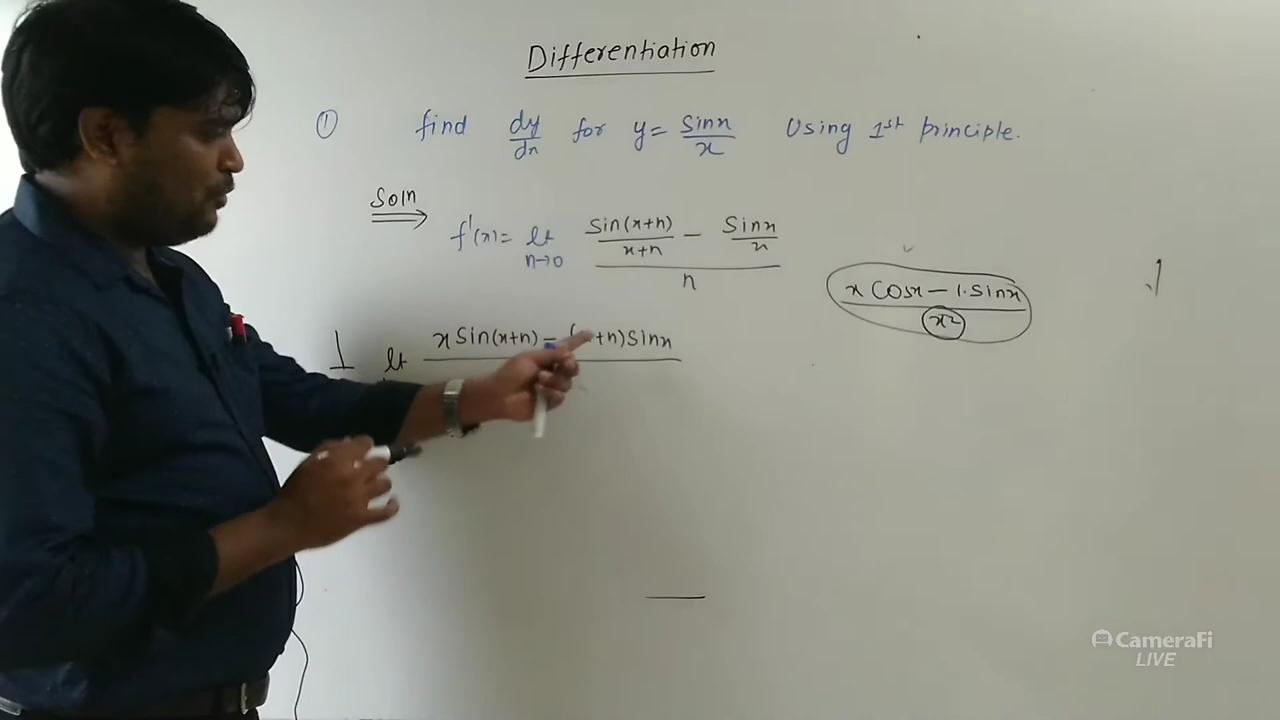 Differentiation
① find dy/dx for y = sinx/x Using 1st principle.
Soln
f'(x) = lt h→0 (sin(x+h)/(x+h) - sinx/x)/h
(x Cosx - 1.Sinx)/x²
lt x Sin(x+h) - ( +h)Sinx
CameraFi
LIVE